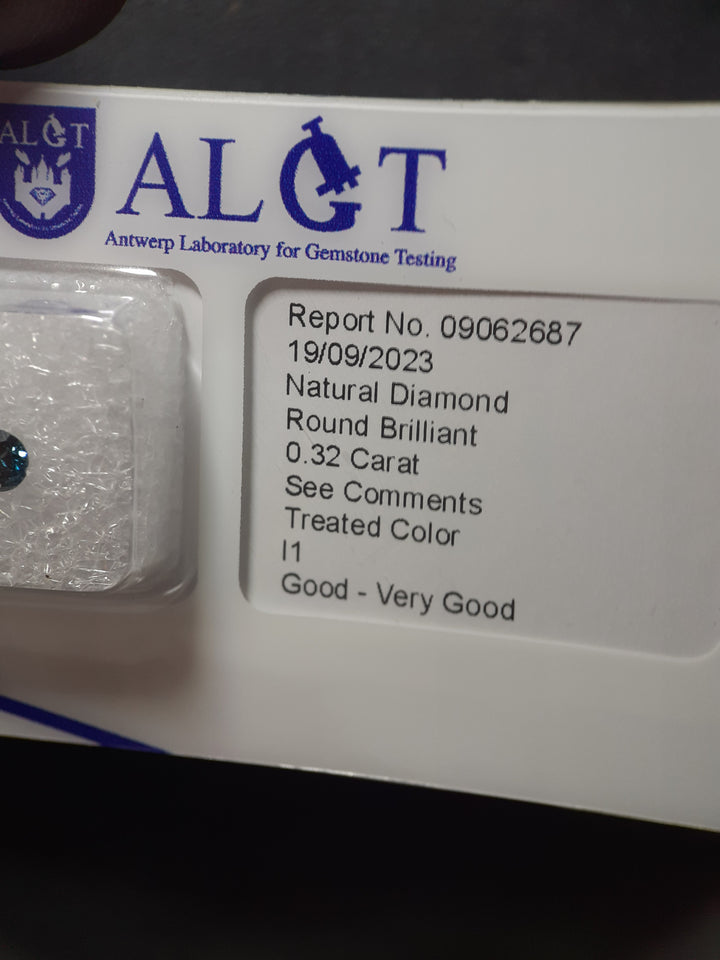 ALGT
ALGT
Antwerp Laboratory for Gemstone Testing
Report No. 09062687
19/09/2023
Natural Diamond
Round Brilliant
0.32 Carat
See Comments
Treated Color
I1
Good - Very Good